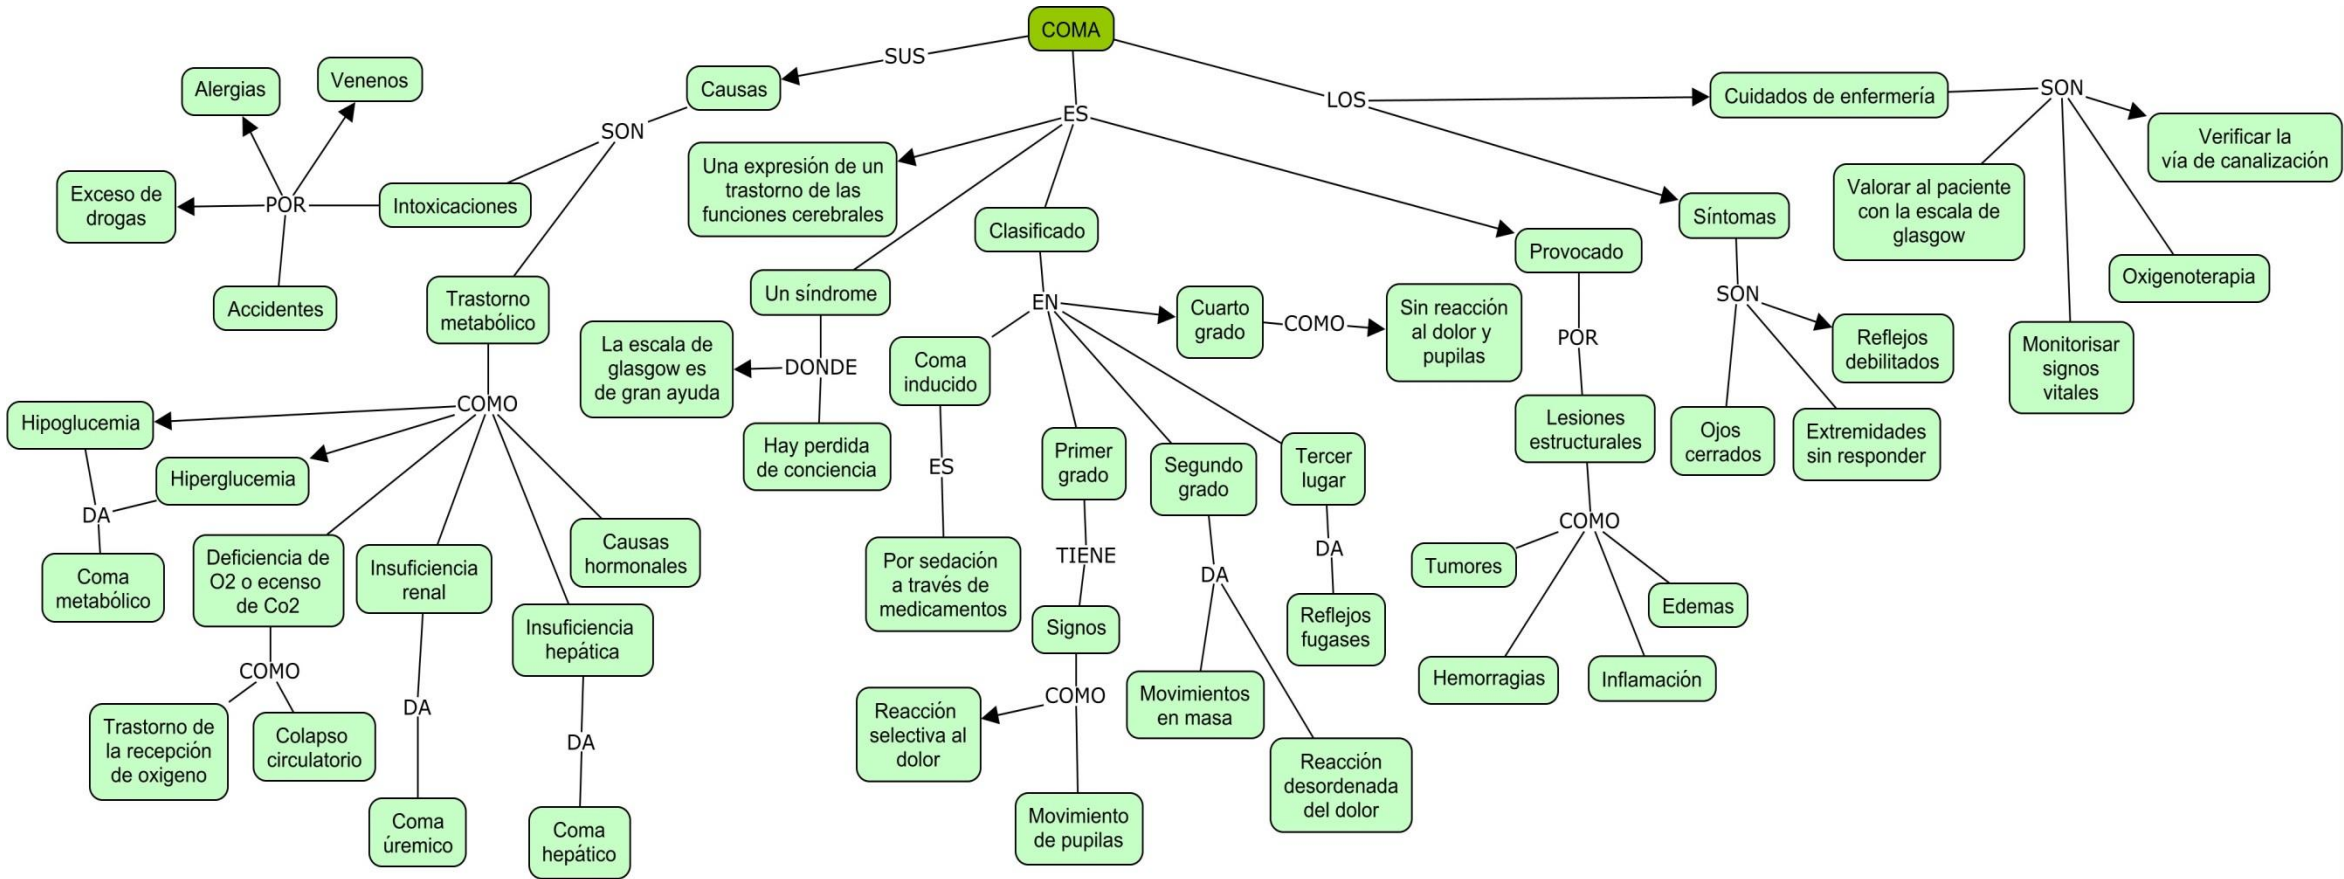 COMA
SUS
Causas
SON
Intoxicaciones
POR
Alergias
Venenos
Exceso de
drogas
Accidentes
Trastorno
metabólico
COMO
Hipoglucemia
Hiperglucemia
DA
Coma
metabólico
Deficiencia de
O2 o ecenso
de Co2
COMO
Trastorno de
la recepción
de oxigeno
Colapso
circulatorio
Insuficiencia
renal
DA
Coma
úremico
Insuficiencia
hepática
DA
Coma
hepático
Causas
hormonales
ES
Una expresión de un
trastorno de las
funciones cerebrales
Un síndrome
DONDE
La escala de
glasgow es
de gran ayuda
Hay perdida
de conciencia
Clasificado
EN
Coma
inducido
ES
Por sedación
a través de
medicamentos
Primer
grado
TIENE
Signos
COMO
Reacción
selectiva al
dolor
Movimiento
de pupilas
Segundo
grado
DA
Movimientos
en masa
Reacción
desordenada
del dolor
Tercer
lugar
DA
Reflejos
fugases
Cuarto
grado
COMO
Sin reacción
al dolor y
pupilas
Provocado
POR
Lesiones
estructurales
COMO
Tumores
Hemorragias
Inflamación
Edemas
LOS
Síntomas
SON
Ojos
cerrados
Extremidades
sin responder
Reflejos
debilitados
Cuidados de enfermería
SON
Valorar al paciente
con la escala de
glasgow
Monitorisar
signos
vitales
Oxigenoterapia
Verificar la
vía de canalización